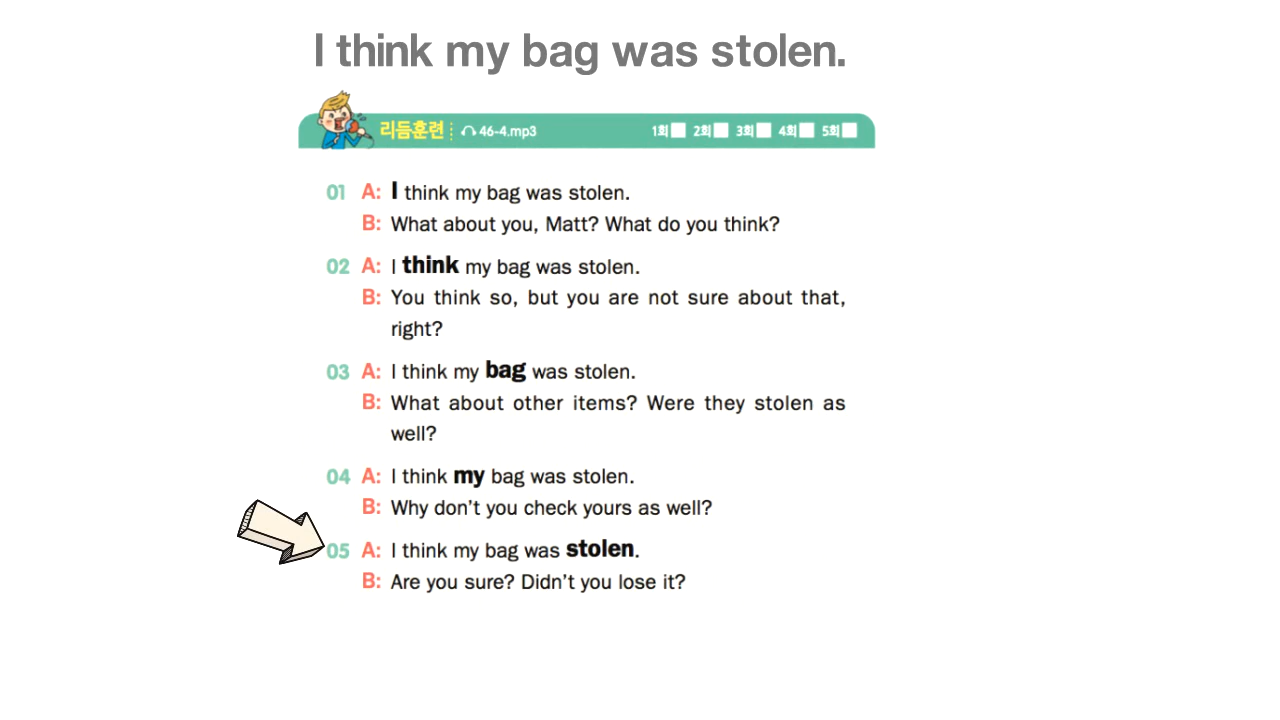 I think my bag was stolen.
리듬훈련 46-4.mp3 1회 2회 3회 4회 5회
01 A: I think my bag was stolen.
B: What about you, Matt? What do you think?
02 A: I think my bag was stolen.
B: You think so, but you are not sure about that,
right?
03 A: I think my bag was stolen.
B: What about other items? Were they stolen as
well?
04 A: I think my bag was stolen.
B: Why don't you check yours as well?
05 A: I think my bag was stolen.
B: Are you sure? Didn't you lose it?